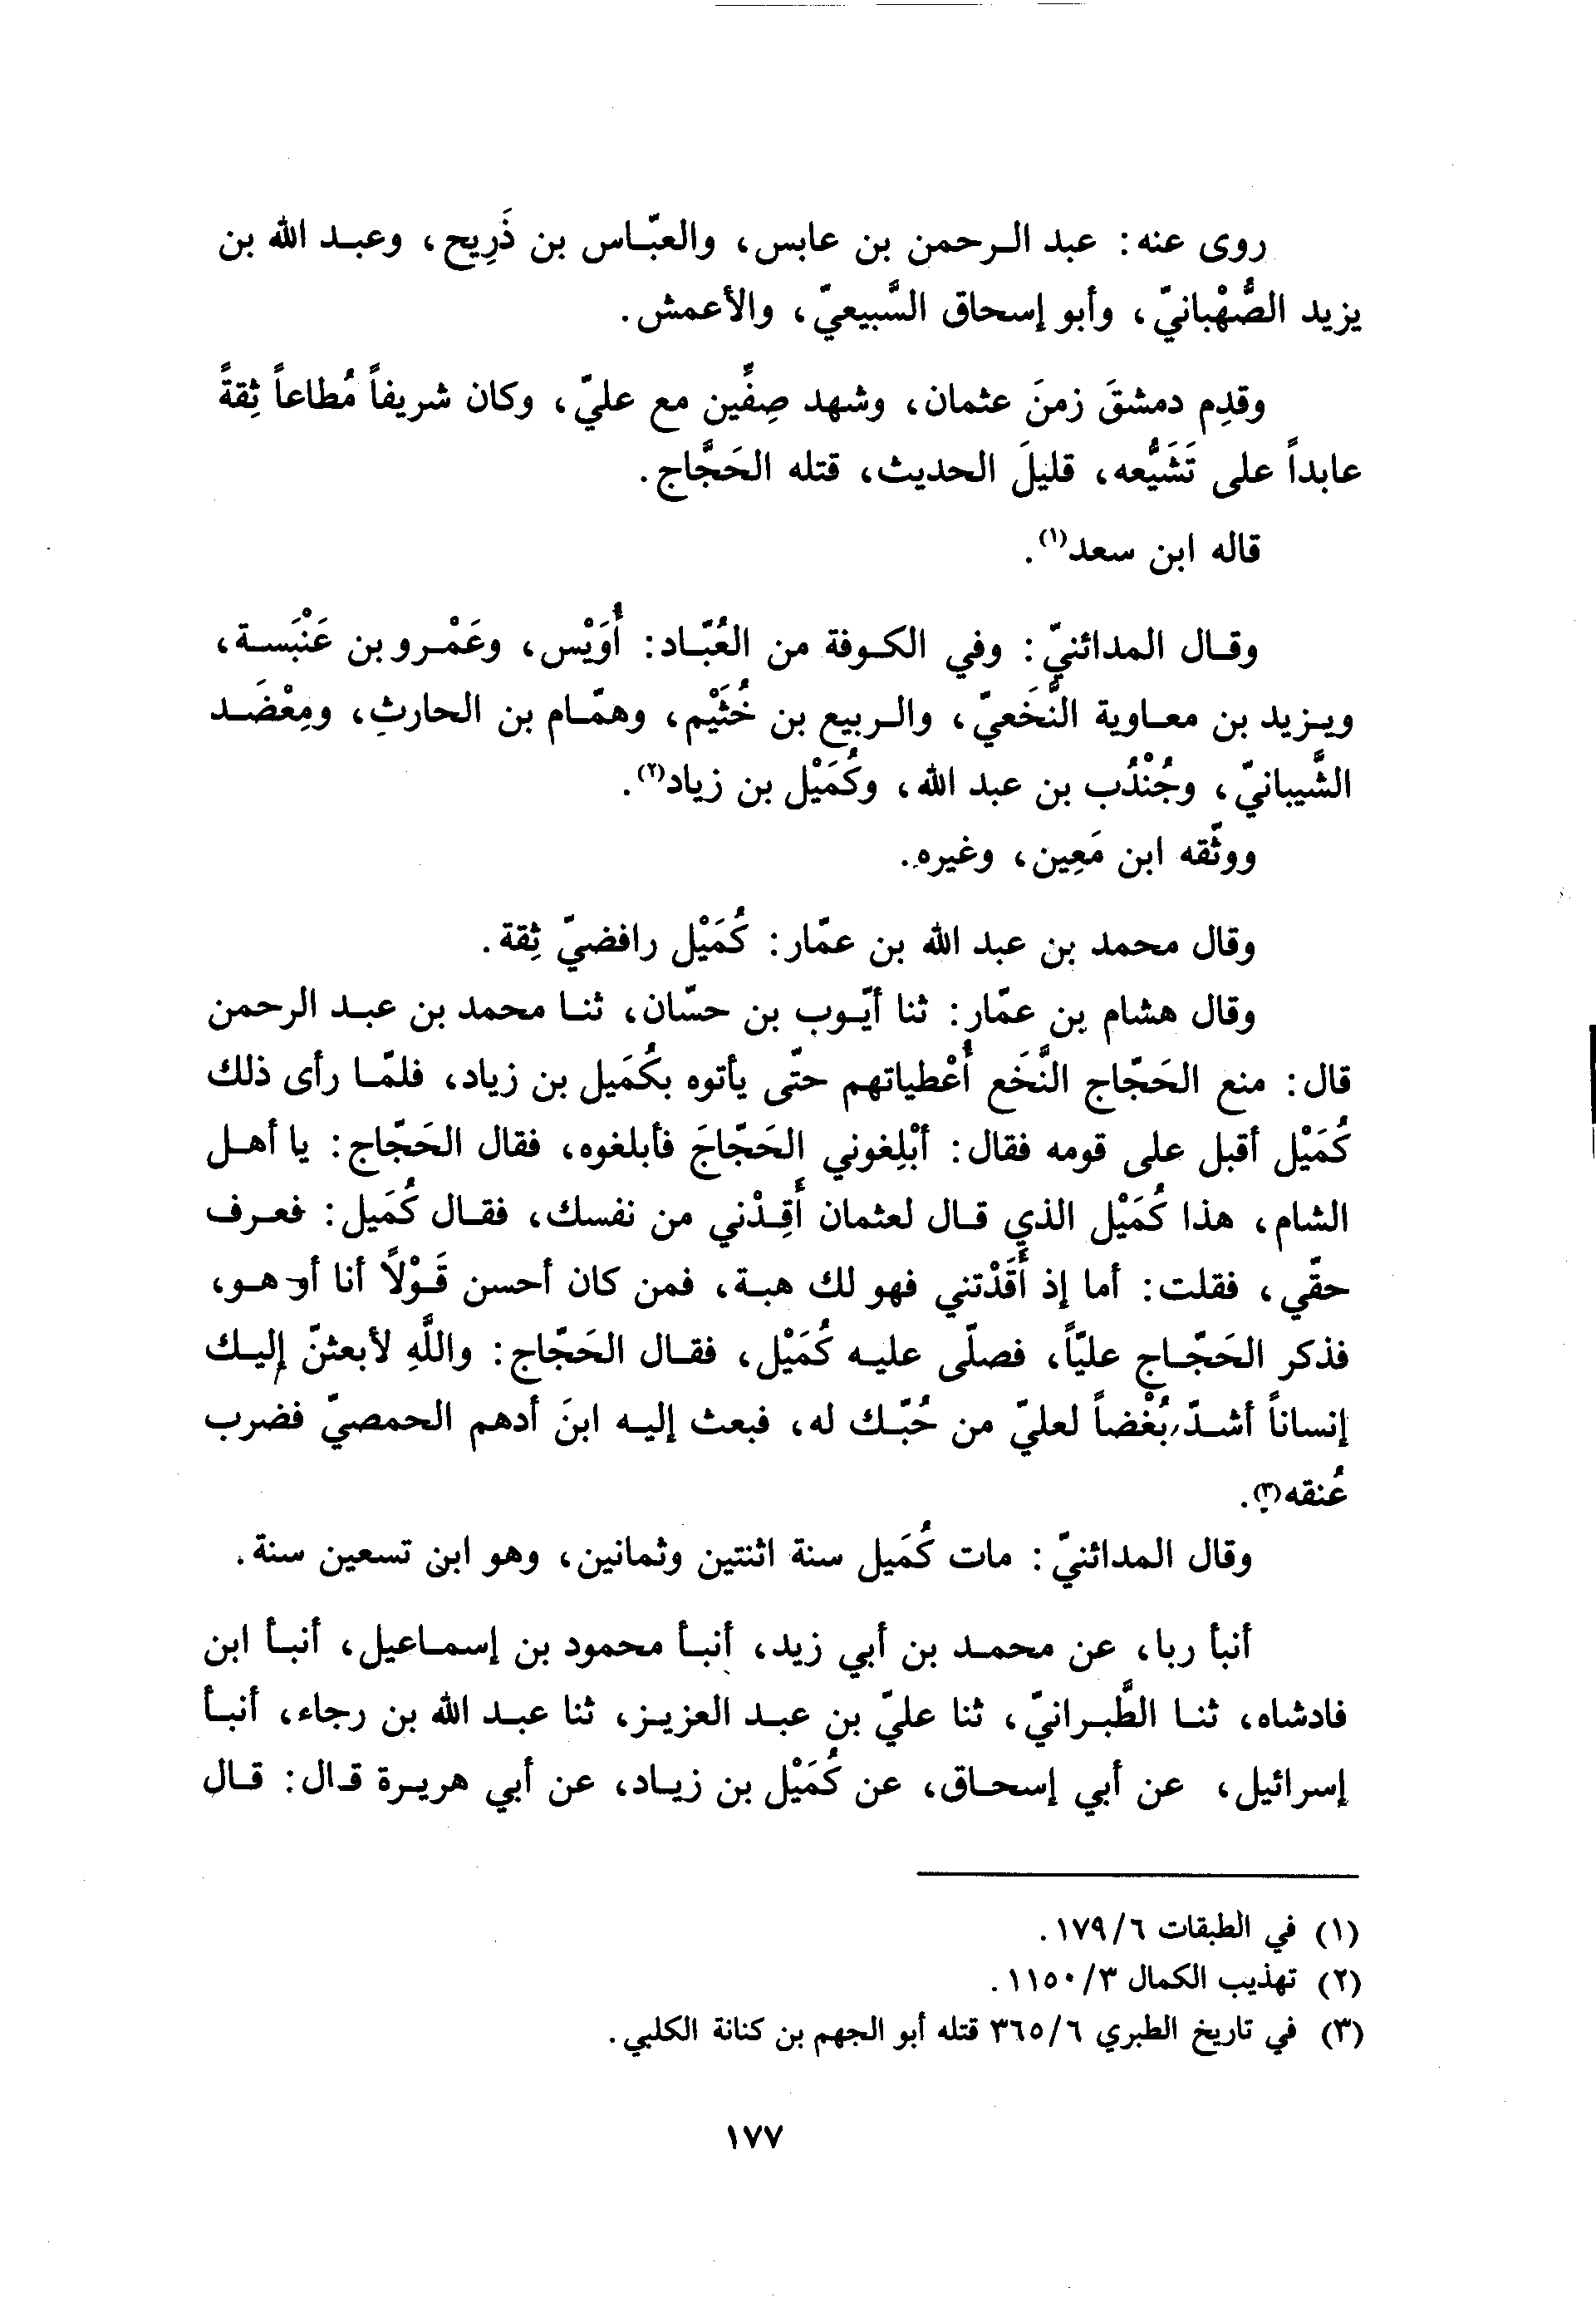 روى عنه: عبد الرحمن بن عابس، والعبّاس بن ذَرِيح، وعبد الله بن
يزيد الصُّهْبانيّ، وأبو إسحاق السَّبيعيّ، والأعمش.
وقدِم دمشقَ زمنَ عثمان، وشهد صِفِّين مع عليّ، وكان شريفاً مُطاعاً ثِقةً
عابداً على تَشَيُّعه، قليلَ الحديث، قتله الحَجَّاج.
قاله ابن سعد(١).
وقال المدائنيّ: وفي الكوفة من العُبّاد: أُوَيْس، وعَمْرو بن عَنْبَسة،
ويزيد بن معاوية النَّخَعيّ، والربيع بن خُثَيْم، وهمّام بن الحارث، ومِعْضَد
الشَّيبانيّ، وجُنْدُب بن عبد الله، وكُمَيْل بن زياد(٢).
ووثّقه ابن مَعِين، وغيره.
وقال محمد بن عبد الله بن عمّار: كُمَيْل رافضيّ ثِقة.
وقال هشام بن عمّار: ثنا أيّوب بن حسّان، ثنا محمد بن عبد الرحمن
قال: منع الحَجّاج النَّخَع أُعْطياتهم حتّى يأتوه بكُمَيل بن زياد، فلمّا رأى ذلك
كُمَيْل أقبل على قومه فقال: أبْلِغوني الحَجّاجَ فأبلغوه، فقال الحَجّاج: يا أهل
الشام، هذا كُمَيْل الذي قال لعثمان أَقِدْني من نفسك، فقال كُمَيل: فعرف
حقّي، فقلت: أما إذ أَقَدْتني فهو لك هبة، فمن كان أحسن قَوْلاً أنا أو هو،
فذكر الحَجّاج عليّاً، فصلّى عليه كُمَيْل، فقال الحَجّاج: واللَّهِ لأبعثنّ إليك
إنساناً أشدّ بُغْضاً لعليّ من حُبّك له، فبعث إليه ابنَ أدهم الحمصيّ فضرب
عُنقه(٣).
وقال المدائنيّ: مات كُمَيل سنة اثنتين وثمانين، وهو ابن تسعين سنة.
أنبأ ربا، عن محمد بن أبي زيد، أنبأ محمود بن إسماعيل، أنبأ ابن
فادشاه، ثنا الطَّبرانيّ، ثنا عليّ بن عبد العزيز، ثنا عبد الله بن رجاء، أنبأ
إسرائيل، عن أبي إسحاق، عن كُمَيْل بن زياد، عن أبي هريرة قال: قال
(١) في الطبقات ١٧٩/٦.
(٢) تهذيب الكمال ١١٥٠/٣.
(٣) في تاريخ الطبري ٣٦٥/٦ قتله أبو الجهم بن كنانة الكلبي.
١٧٧